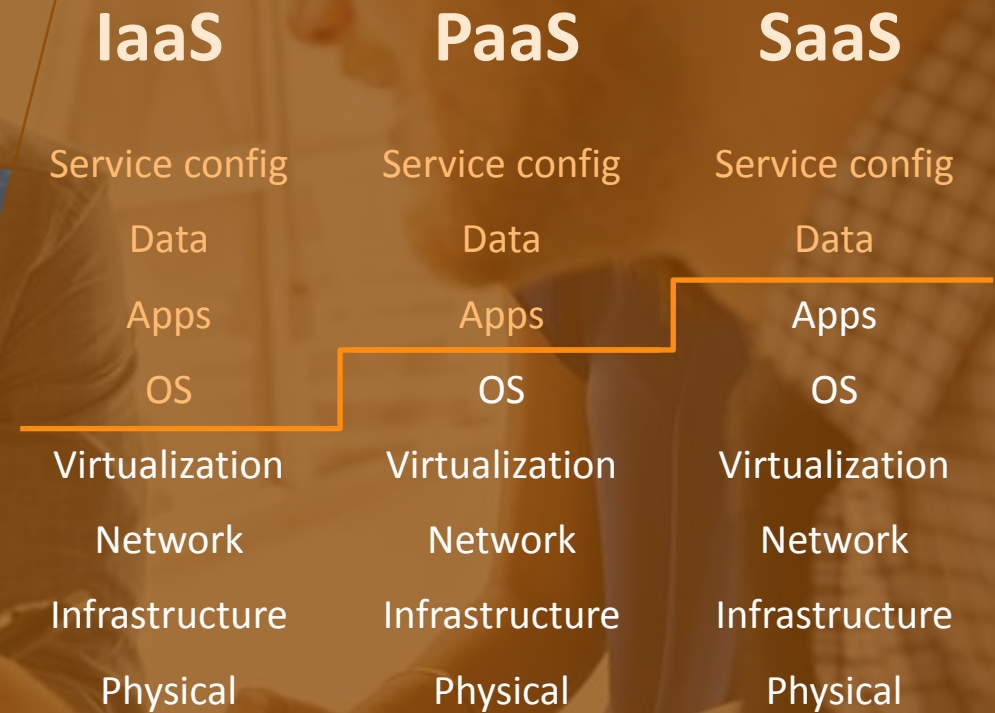 IaaS PaaS SaaS
Service config Service config Service config
Data Data Data
Apps Apps Apps
OS OS OS
Virtualization Virtualization Virtualization
Network Network Network
Infrastructure Infrastructure Infrastructure
Physical Physical Physical